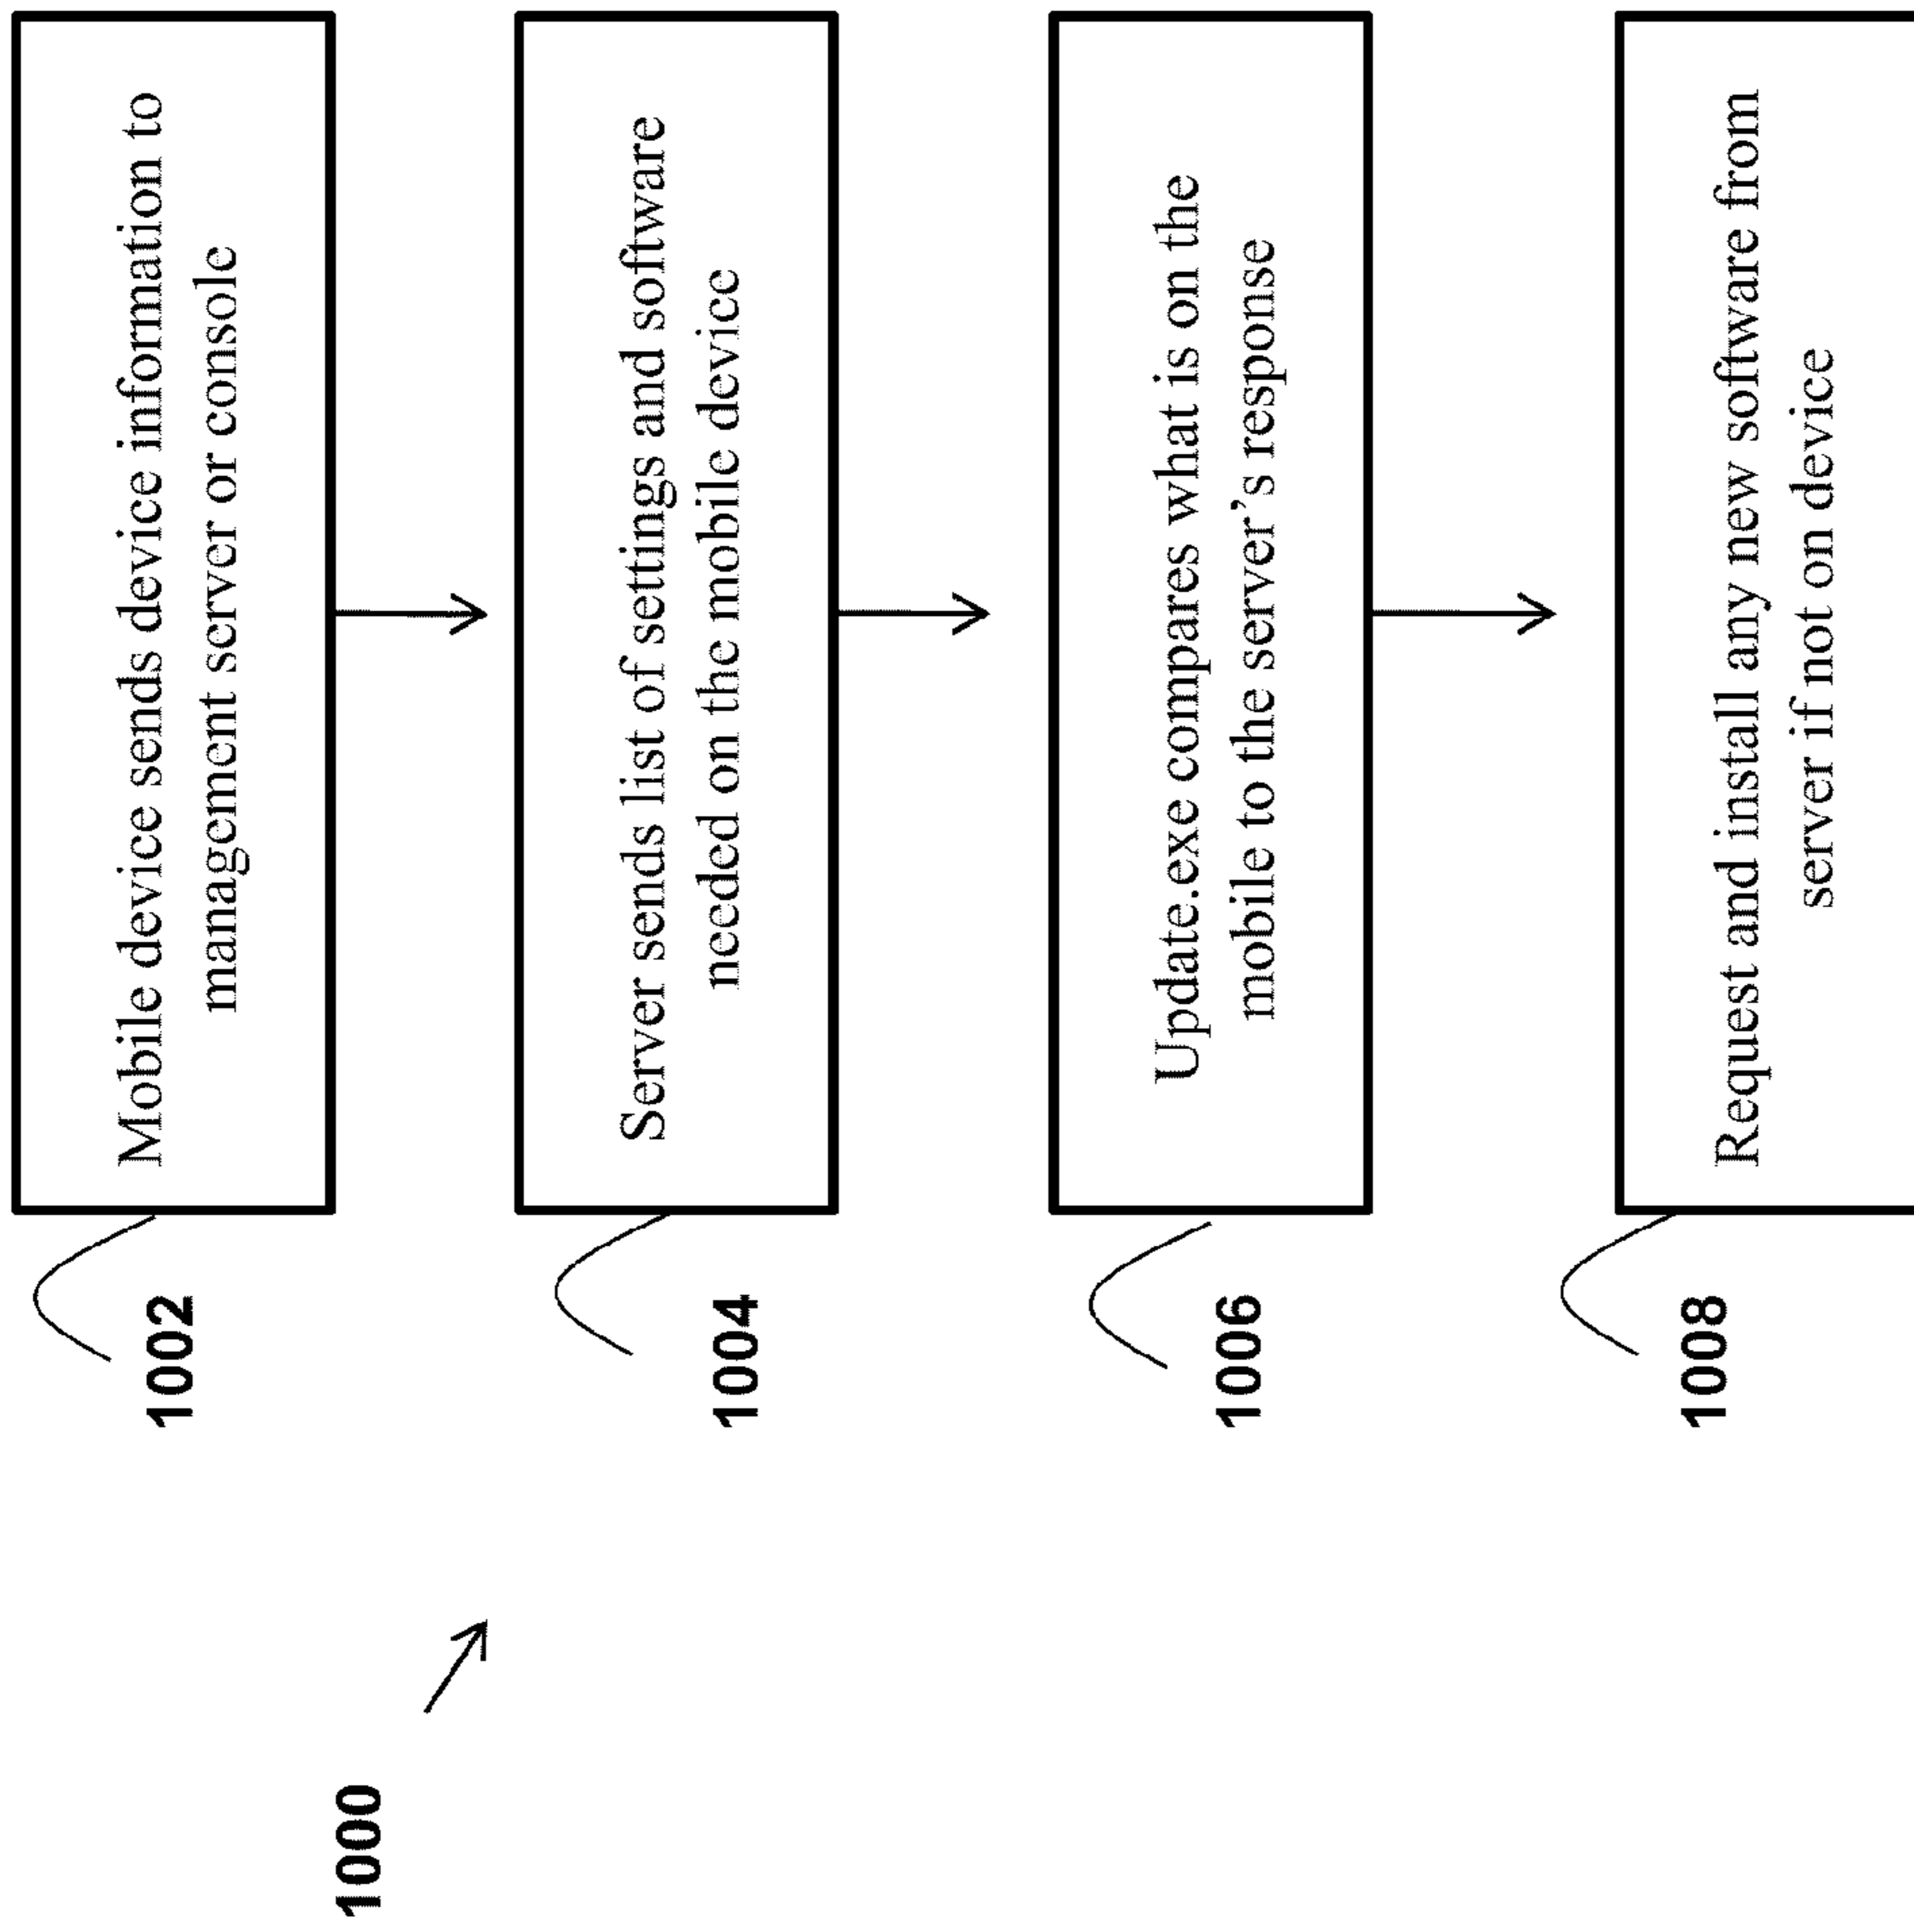 1000
1002
Mobile device sends device information to
management server or console
1004
Server sends list of settings and software
needed on the mobile device
1006
Update.exe compares what is on the
mobile to the server's response
1008
Request and install any new software from
server if not on device